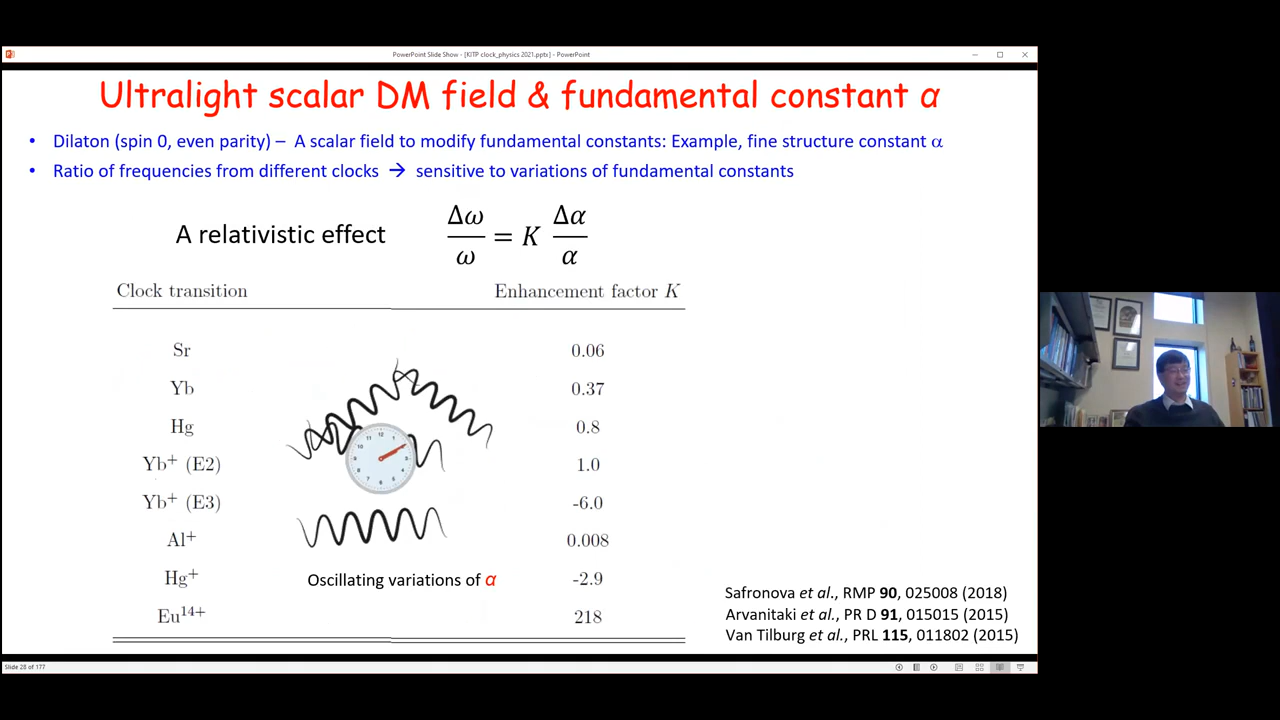 PowerPoint Slide Show - [KITP clock_physics 2021.pptx] - PowerPoint
Ultralight scalar DM field & fundamental constant α
• Dilaton (spin 0, even parity) – A scalar field to modify fundamental constants: Example, fine structure constant α
• Ratio of frequencies from different clocks → sensitive to variations of fundamental constants
A relativistic effect Δω/ω = K Δα/α
Clock transition Enhancement factor K
Sr 0.06
Yb 0.37
Hg 0.8
Yb⁺ (E2) 1.0
Yb⁺ (E3) -6.0
Al⁺ 0.008
Hg⁺ -2.9
Eu¹⁴⁺ 218
Oscillating variations of α
Safronova et al., RMP 90, 025008 (2018)
Arvanitaki et al., PR D 91, 015015 (2015)
Van Tilburg et al., PRL 115, 011802 (2015)
Slide 28 of 177